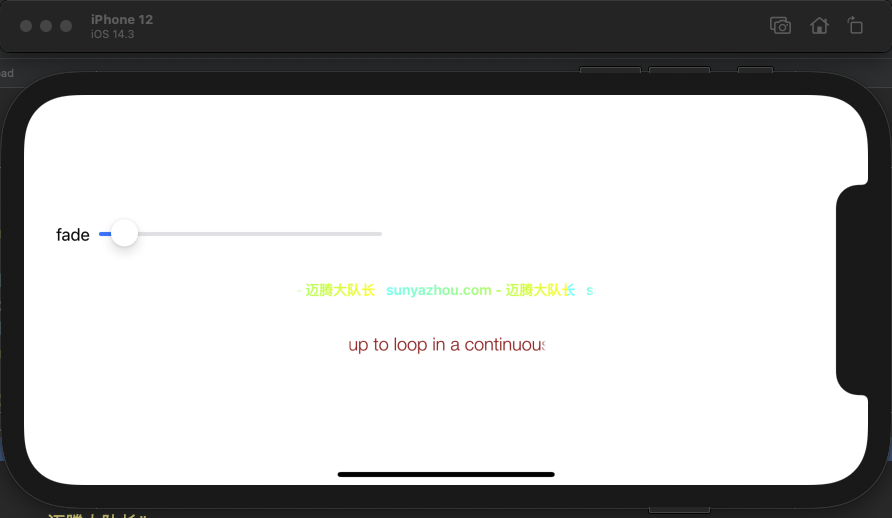 iPhone 12
iOS 14.3
fade
- 迈腾大队长 sunyazhou.com - 迈腾大队长 s
up to loop in a continuous